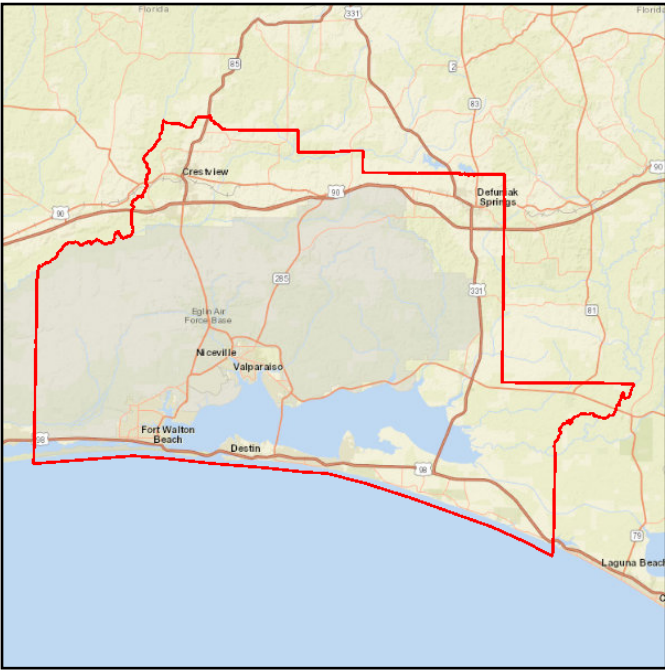 Florida
Florida
331
85
2
83
90
Crestview
90
Defuniak
Springs
90
285
331
81
Eglin Air
Force Base
Niceville
Valparaiso
Fort Walton
Beach
98
Destin
98
79
Laguna Beach
C